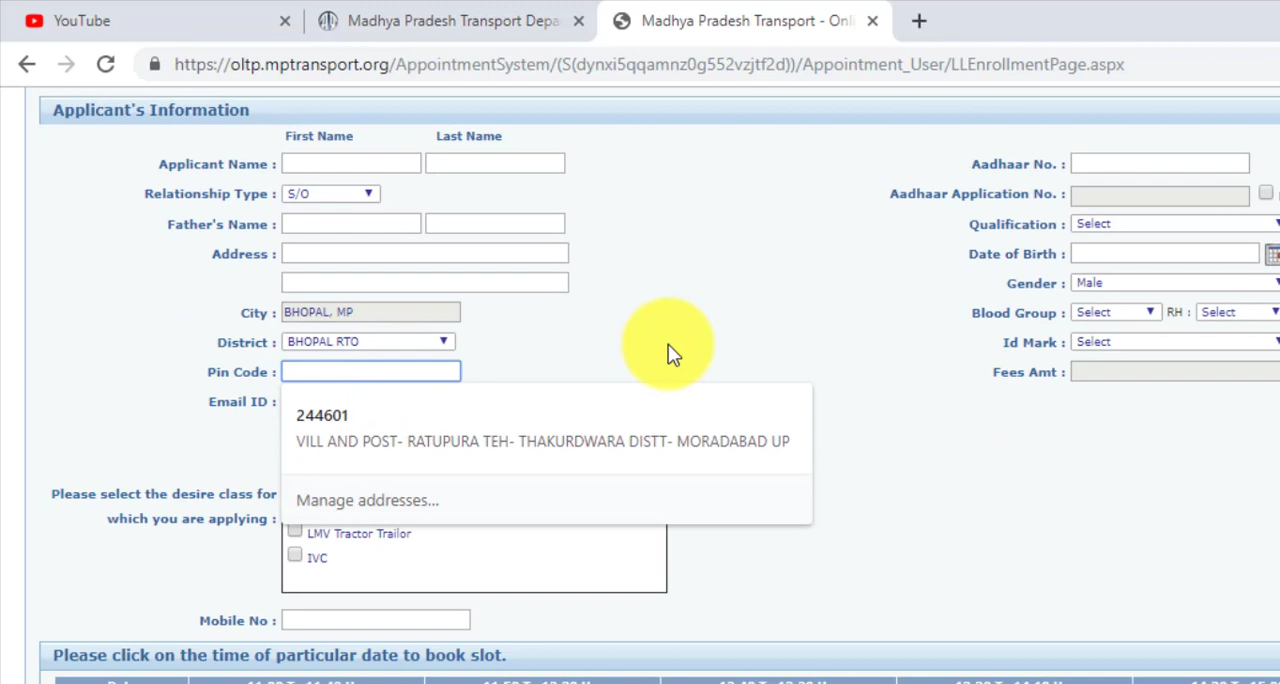 YouTube
Madhya Pradesh Transport Depa
Madhya Pradesh Transport - Onli
https://oltp.mptransport.org/AppointmentSystem/(S(dynxi5qqamnz0g552vzjtf2d))/Appointment_User/LLEnrollmentPage.aspx
Applicant's Information
First Name Last Name
Applicant Name : Aadhaar No. :
Relationship Type : S/O Aadhaar Application No. :
Father's Name : Qualification : Select
Address : Date of Birth :
Gender : Male
City : BHOPAL, MP Blood Group : Select RH : Select
District : BHOPAL RTO Id Mark : Select
Pin Code : Fees Amt :
Email ID :
244601
VILL AND POST- RATUPURA TEH- THAKURDWARA DISTT- MORADABAD UP
Manage addresses...
Please select the desire class for
which you are applying :
LMV Tractor Trailor
IVC
Mobile No :
Please click on the time of particular date to book slot.